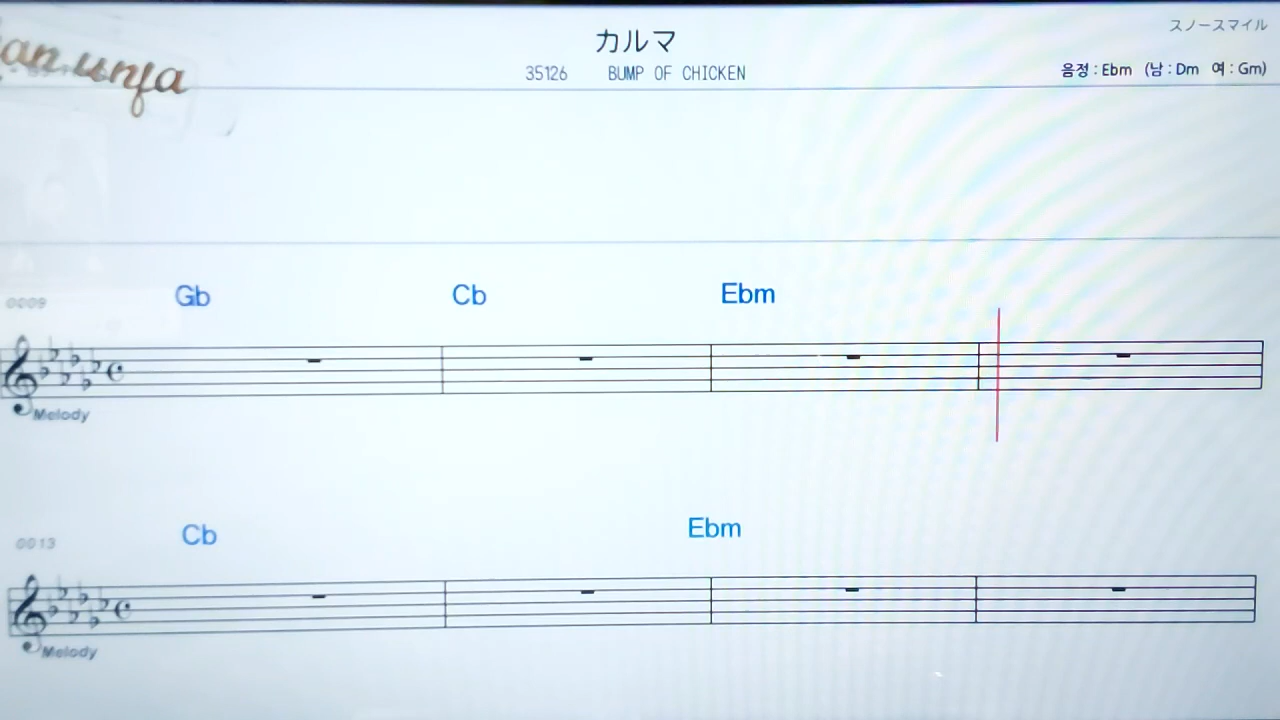 カルマ
スノースマイル
35126 BUMP OF CHICKEN
음정 : Ebm (남 : Dm 여 : Gm)
0009
Gb Cb Ebm
Melody
0013
Cb Ebm
Melody